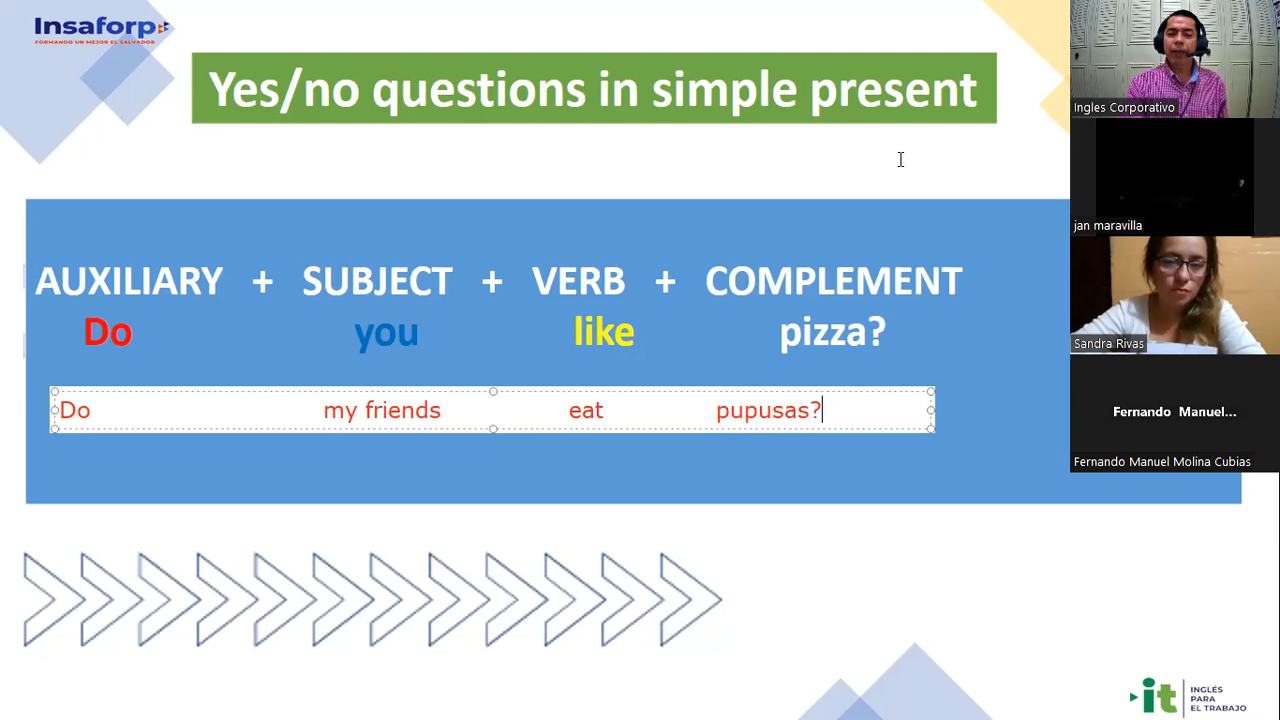 Insaforp
FORMANDO UN MEJOR EL SALVADOR
Yes/no questions in simple present
AUXILIARY + SUBJECT + VERB + COMPLEMENT
Do you like pizza?
Do my friends eat pupusas?
Ingles Corporativo
jan maravilla
Sandra Rivas
Fernando Manuel...
Fernando Manuel Molina Cubias
it
INGLÉS
PARA
EL TRABAJO